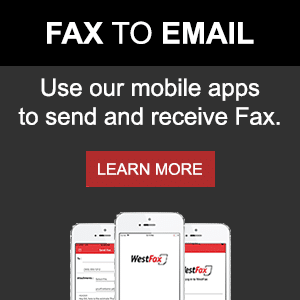 FAX TO EMAIL
Use our mobile apps
to send and receive Fax.
LEARN MORE
WestFax
WestFax